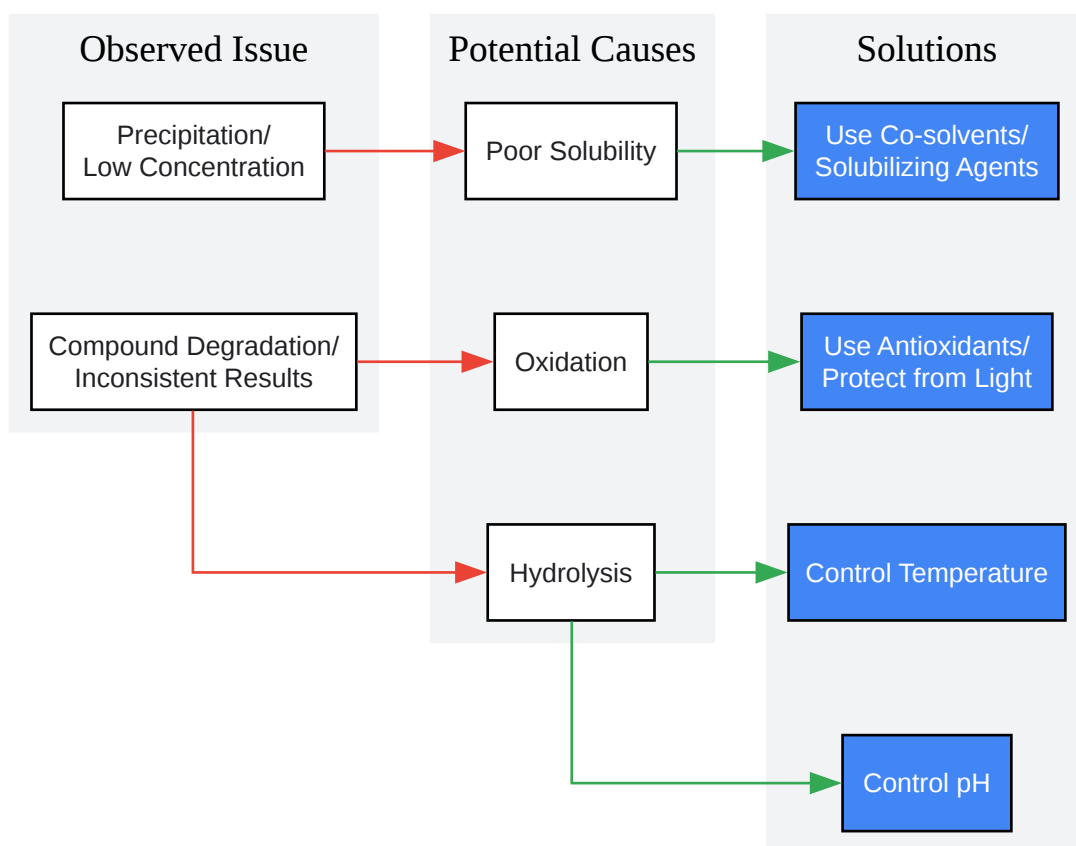 Observed Issue
Potential Causes
Solutions
Precipitation/
Low Concentration
Poor Solubility
Use Co-solvents/
Solubilizing Agents
Compound Degradation/
Inconsistent Results
Oxidation
Use Antioxidants/
Protect from Light
Hydrolysis
Control Temperature
Control pH